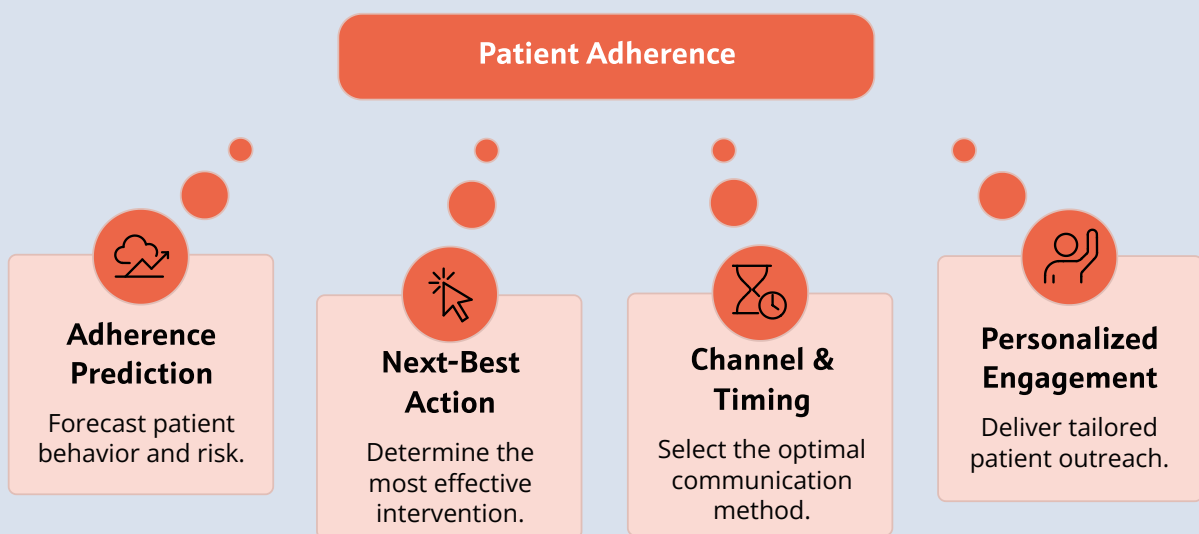 Patient Adherence
Adherence
Prediction
Forecast patient
behavior and risk.
Next-Best
Action
Determine the
most effective
intervention.
Channel &
Timing
Select the optimal
communication
method.
Personalized
Engagement
Deliver tailored
patient outreach.